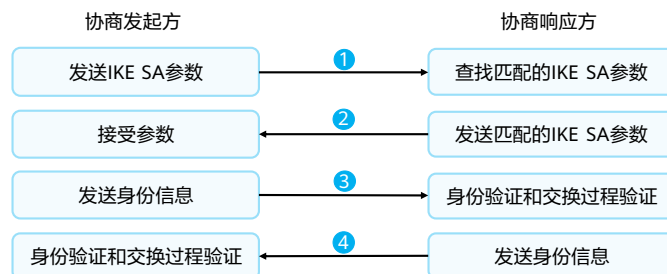 协商发起方
协商响应方
发送IKE SA参数
1
查找匹配的IKE SA参数
接受参数
2
发送匹配的IKE SA参数
发送身份信息
3
身份验证和交换过程验证
身份验证和交换过程验证
4
发送身份信息